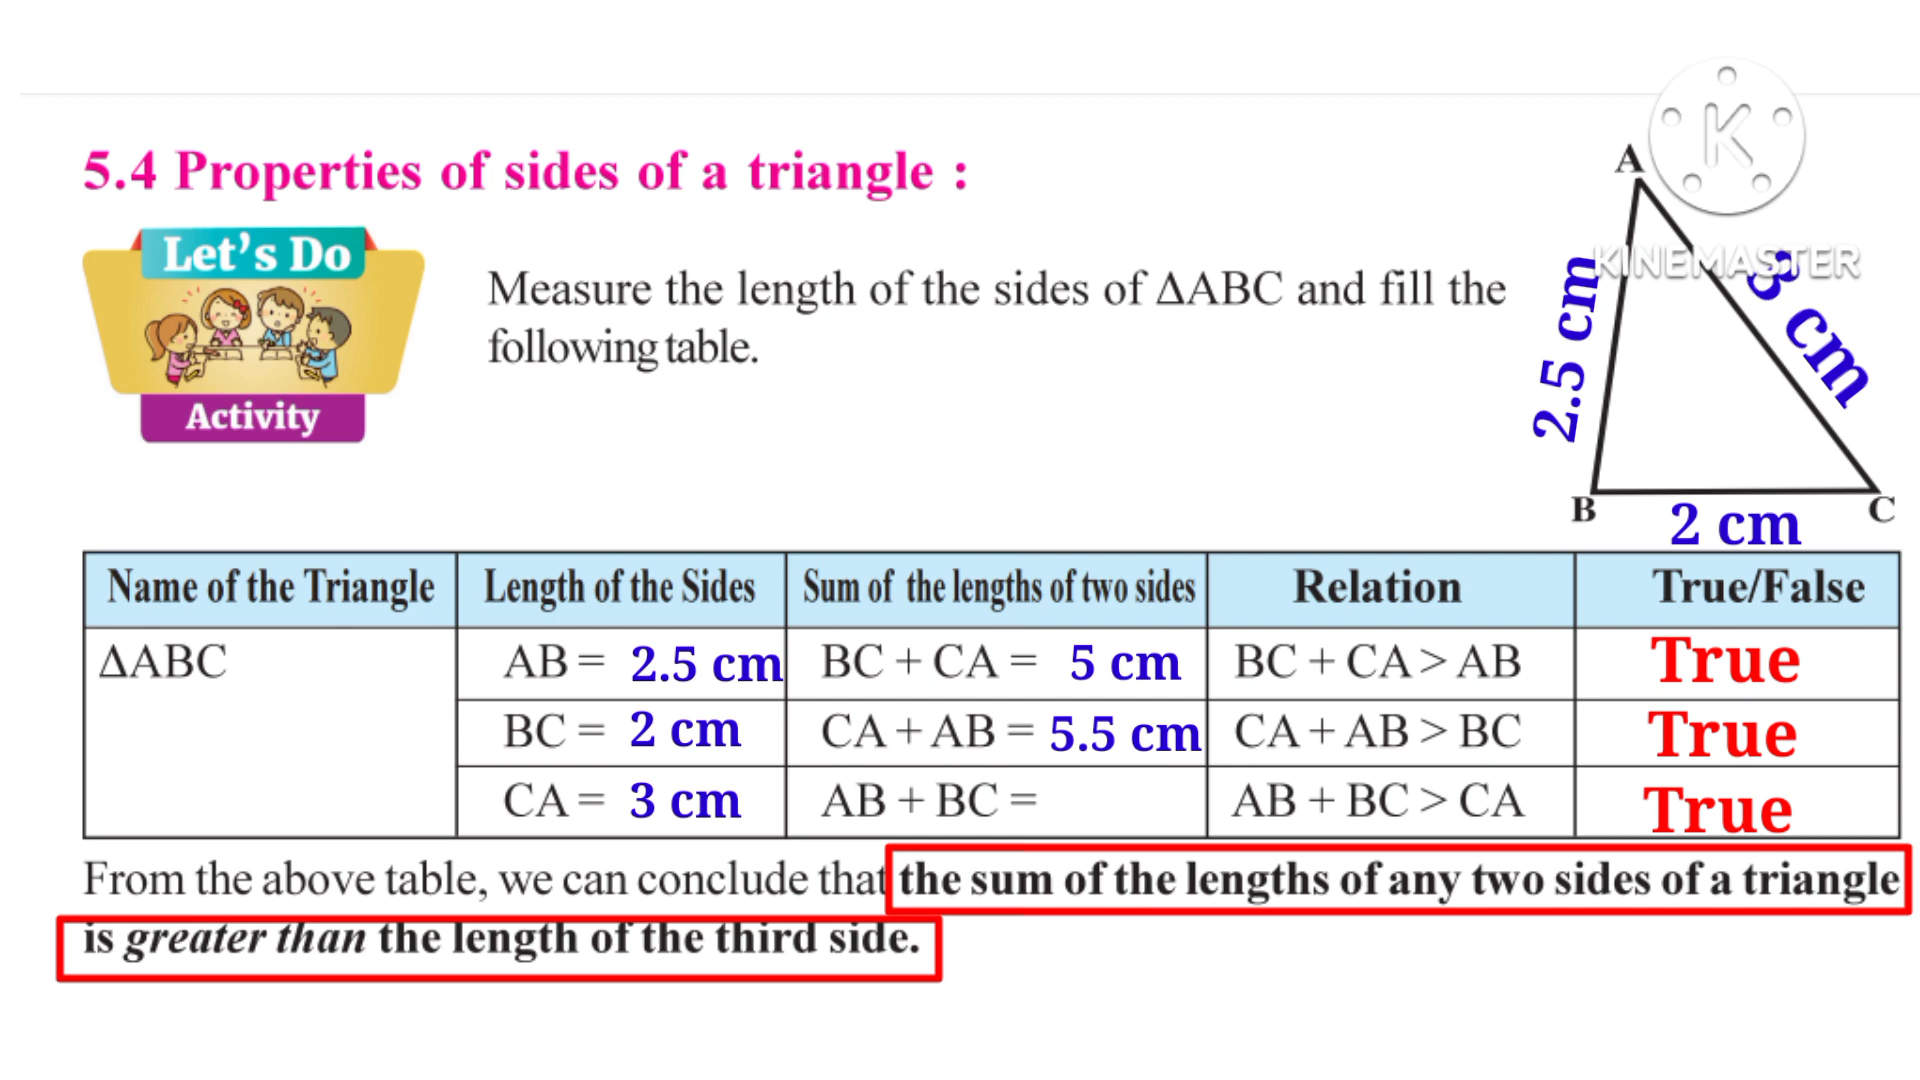 5.4 Properties of sides of a triangle :
Let's Do
Activity
Measure the length of the sides of ΔABC and fill the
following table.
K
KINEMASTER
A
2.5 cm
3 cm
B
C
2 cm
Name of the Triangle Length of the Sides Sum of the lengths of two sides Relation True/False
ΔABC AB = 2.5 cm BC + CA = 5 cm BC + CA > AB True
BC = 2 cm CA + AB = 5.5 cm CA + AB > BC True
CA = 3 cm AB + BC = AB + BC > CA True
From the above table, we can conclude that the sum of the lengths of any two sides of a triangle
is greater than the length of the third side.